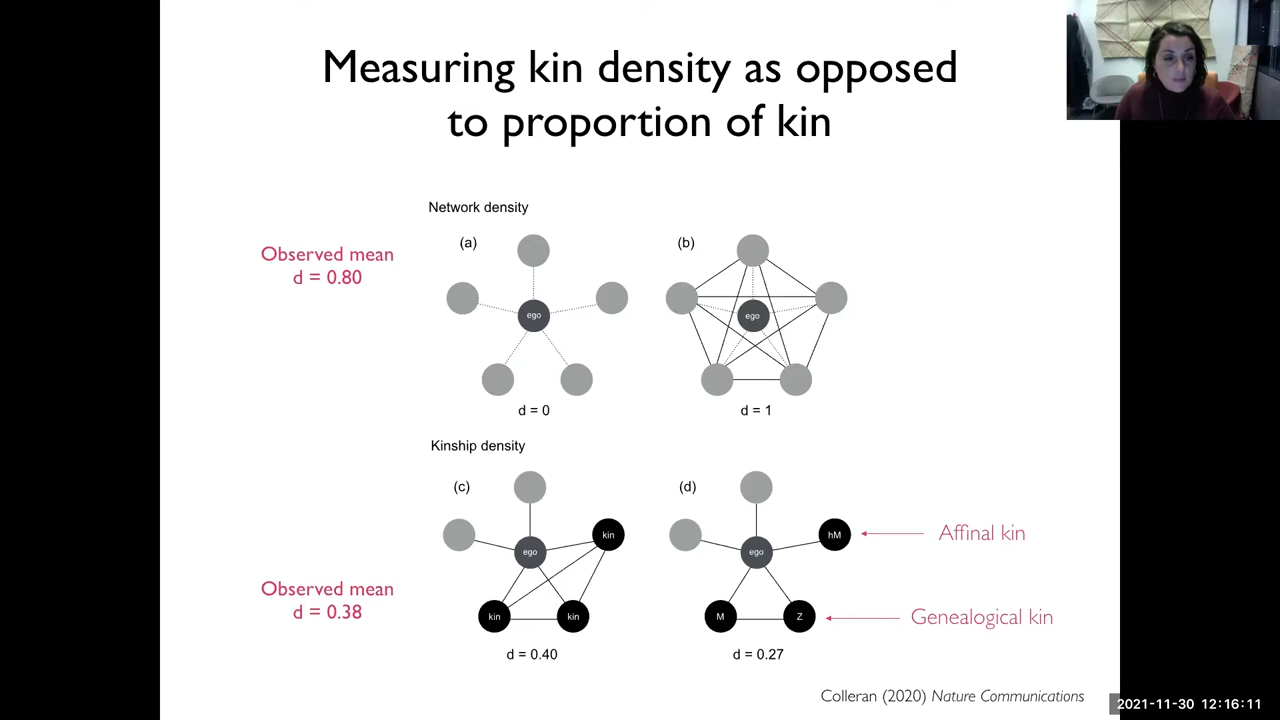 Measuring kin density as opposed
to proportion of kin
Network density
Observed mean
d = 0.80
(a)
ego
d = 0
(b)
ego
d = 1
Kinship density
Observed mean
d = 0.38
(c)
kin
ego
kin
kin
d = 0.40
(d)
hM
ego
M
Z
d = 0.27
Affinal kin
Genealogical kin
Colleran (2020) Nature Communications
2021-11-30 12:16:11